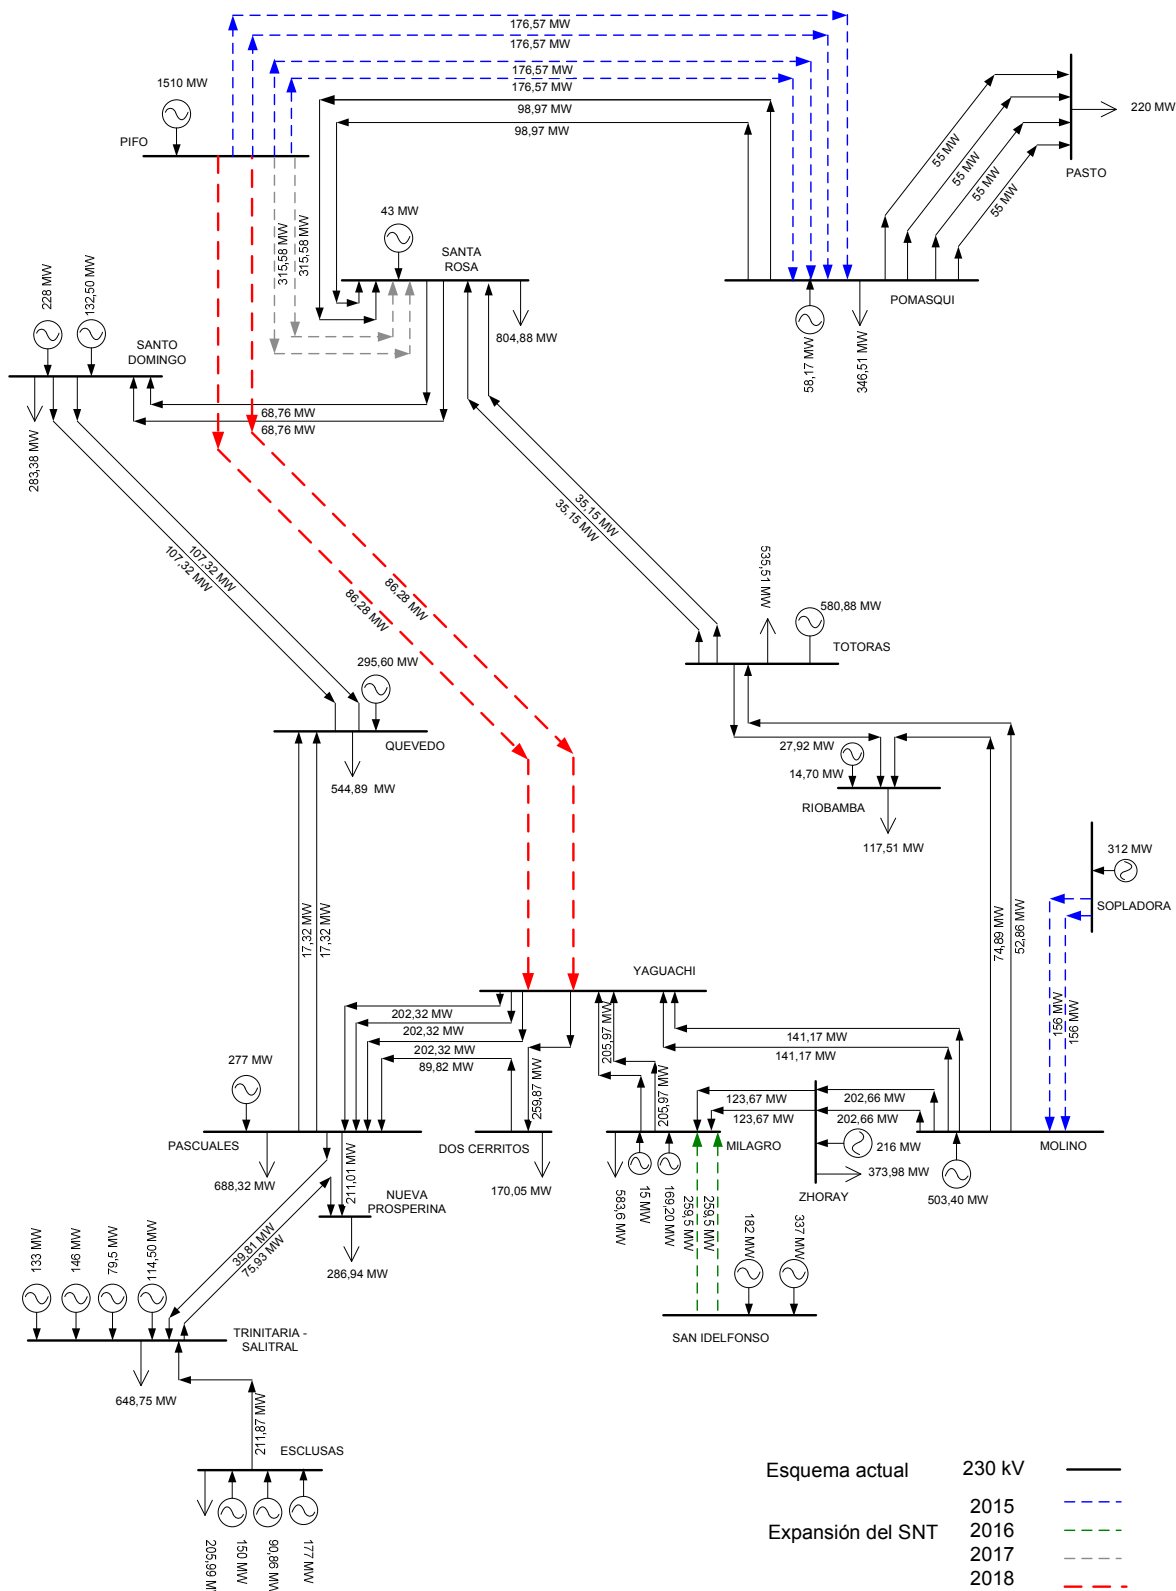 176,57 MW
176,57 MW
176,57 MW
176,57 MW
98,97 MW
98,97 MW
1510 MW
PIFO
55 MW
55 MW
55 MW
55 MW
220 MW
PASTO
43 MW
SANTA
ROSA
315,58 MW
315,58 MW
804,88 MW
POMASQUI
58,17 MW
346,51 MW
228 MW
132,50 MW
SANTO
DOMINGO
68,76 MW
68,76 MW
283,38 MW
107,32 MW
107,32 MW
35,15 MW
35,15 MW
86,28 MW
86,28 MW
535,51 MW
580,88 MW
TOTORAS
295,60 MW
QUEVEDO
544,89 MW
27,92 MW
14,70 MW
RIOBAMBA
117,51 MW
312 MW
SOPLADORA
17,32 MW
17,32 MW
74,89 MW
52,86 MW
156 MW
156 MW
YAGUACHI
202,32 MW
202,32 MW
202,32 MW
89,82 MW
259,87 MW
205,97 MW
205,97 MW
141,17 MW
141,17 MW
123,67 MW
123,67 MW
202,66 MW
202,66 MW
277 MW
PASCUALES
688,32 MW
211,01 MW
DOS CERRITOS
170,05 MW
MILAGRO
583,6 MW
15 MW
169,20 MW
259,5 MW
259,5 MW
216 MW
373,98 MW
ZHORAY
MOLINO
503,40 MW
NUEVA
PROSPERINA
286,94 MW
39,81 MW
75,93 MW
182 MW
337 MW
SAN IDELFONSO
133 MW
146 MW
79,5 MW
114,50 MW
TRINITARIA -
SALITRAL
648,75 MW
211,87 MW
ESCLUSAS
205,99 M
150 MW
90,86 MW
177 MW
Esquema actual 230 kV
2015
Expansión del SNT 2016
2017
2018